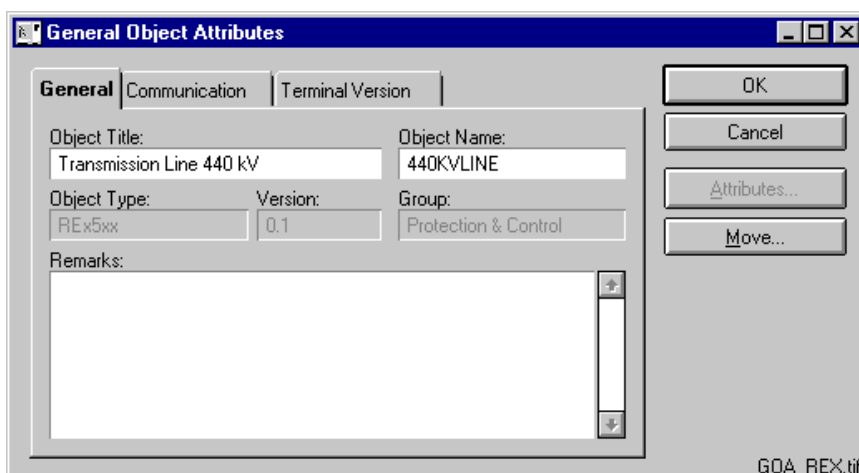 General Object Attributes
General Communication Terminal Version
OK
Cancel
Attributes...
Move...
Object Title: Object Name:
Transmission Line 440 kV 440KVLINE
Object Type: Version: Group:
REx5xx 0.1 Protection & Control
Remarks:
GOA_REX.tif